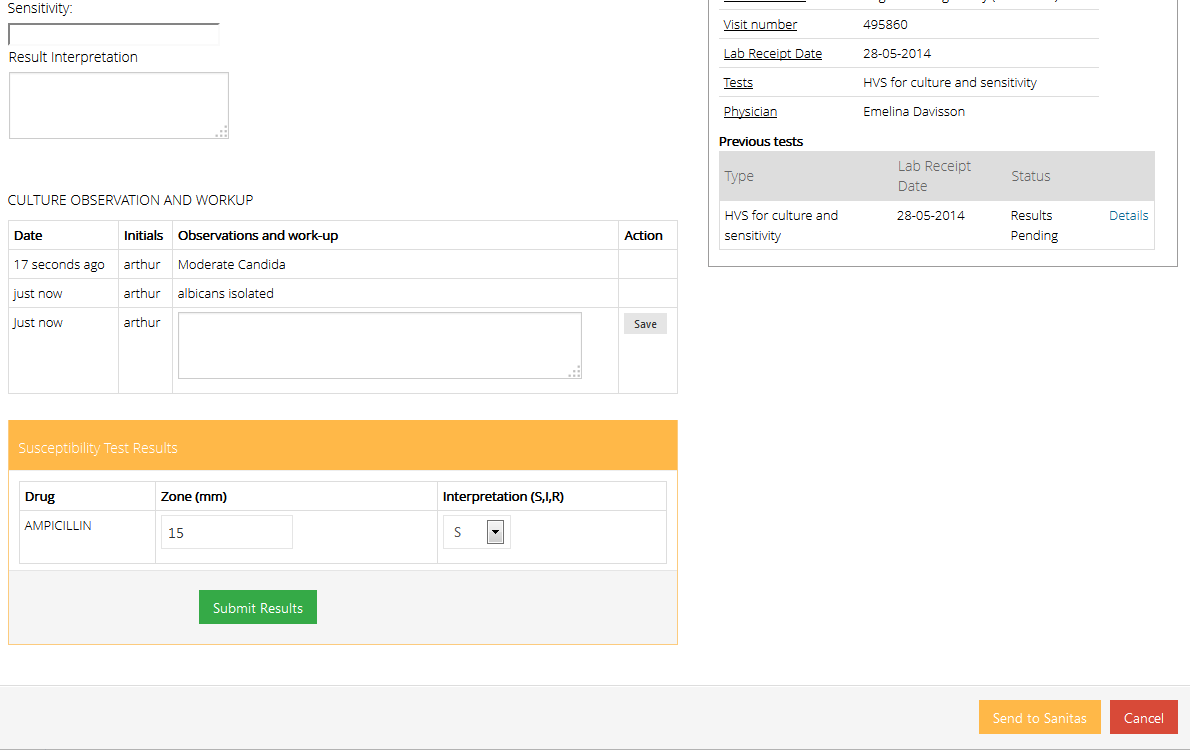 Sensitivity:
Result Interpretation
CULTURE OBSERVATION AND WORKUP
Date Initials Observations and work-up Action
17 seconds ago arthur Moderate Candida
just now arthur albicans isolated
Just now arthur Save
Susceptibility Test Results
Drug Zone (mm) Interpretation (S,I,R)
AMPICILLIN 15 S
Submit Results
Visit number 495860
Lab Receipt Date 28-05-2014
Tests HVS for culture and sensitivity
Physician Emelina Davisson
Previous tests
Type Lab Receipt Date Status
HVS for culture and sensitivity 28-05-2014 Results Pending Details
Send to Sanitas Cancel